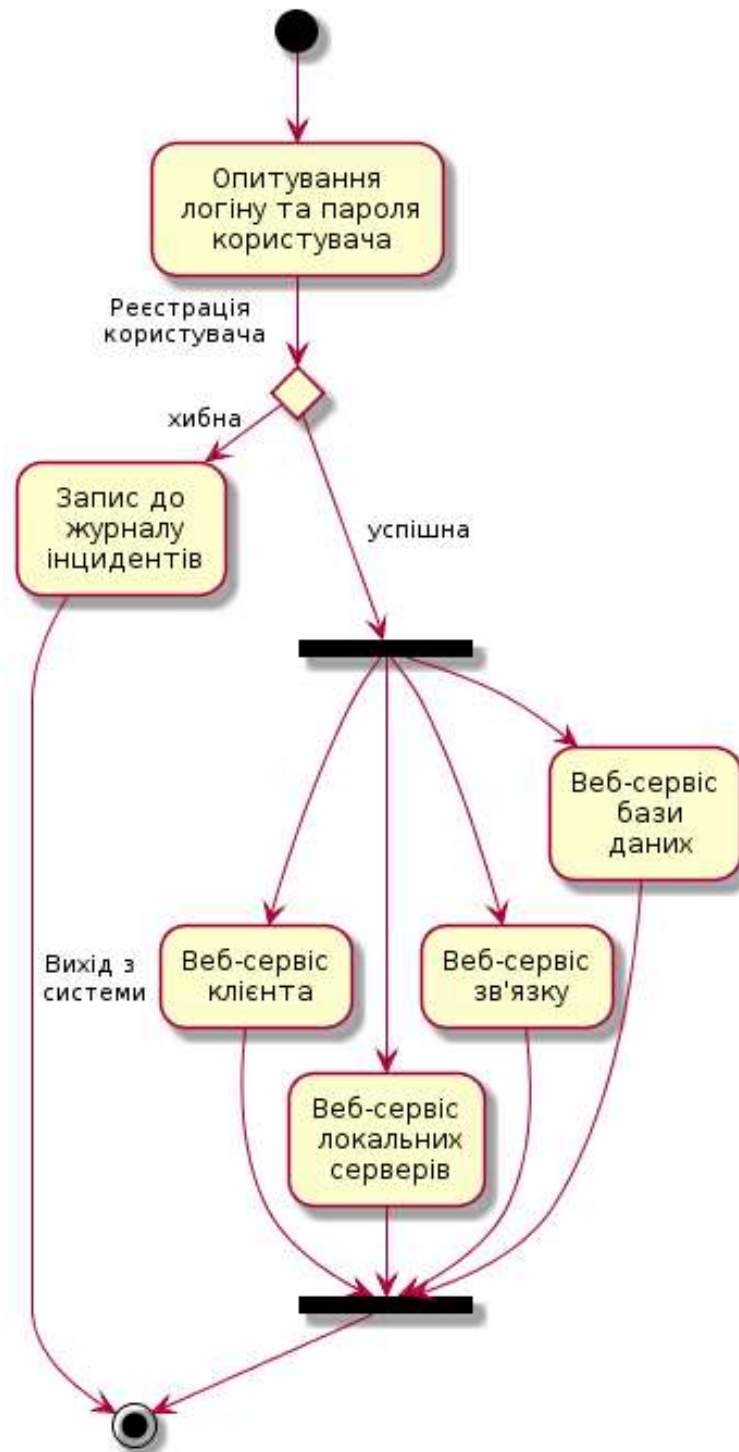 Опитування
логіну та пароля
користувача
Реєстрація
користувача
хибна
Запис до
журналу
інцидентів
успішна
Веб-сервіс
бази
даних
Вихід з
системи
Веб-сервіс
клієнта
Веб-сервіс
зв'язку
Веб-сервіс
локальних
серверів